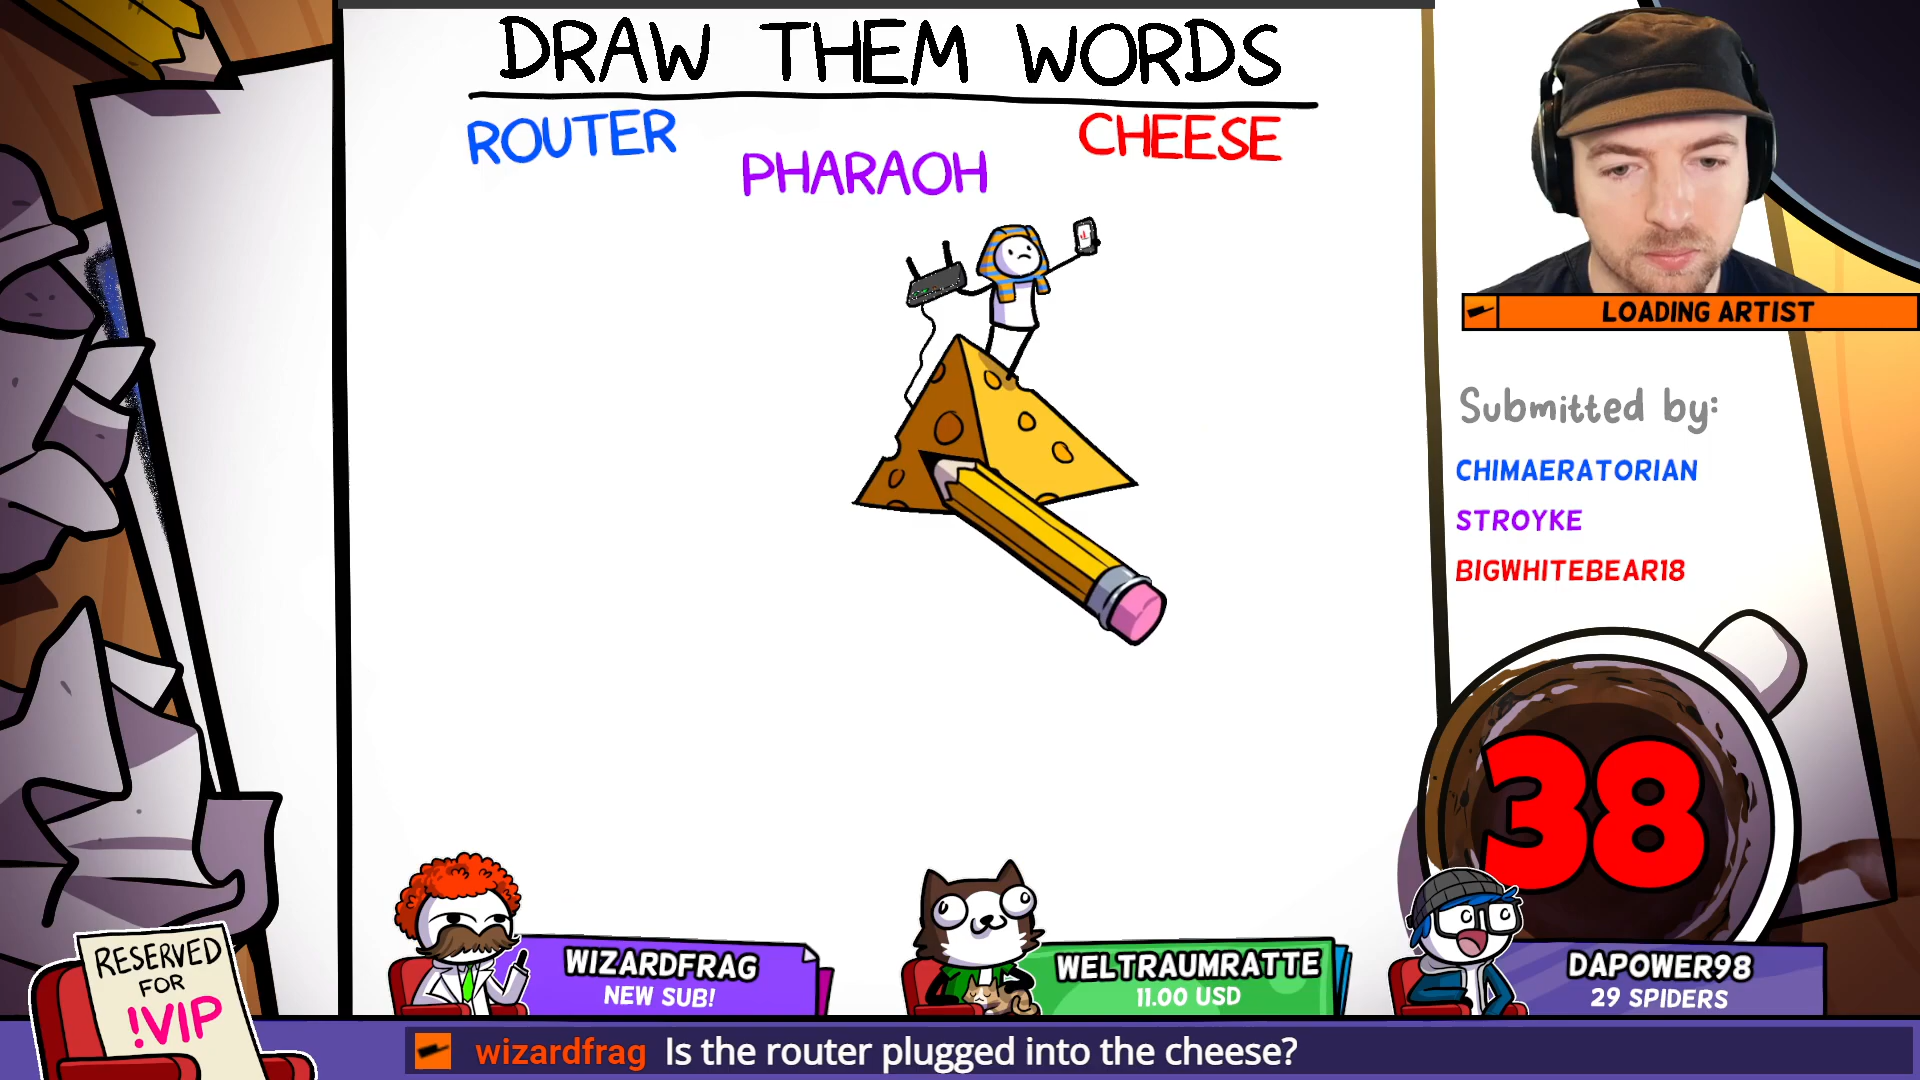 DRAW THEM WORDS
ROUTER
PHARAOH
CHEESE
LOADING ARTIST
Submitted by:
CHIMAERATORIAN
STROYKE
BIGWHITEBEAR18
38
RESERVED
FOR
!VIP
WIZARDFRAG
NEW SUB!
WELTRAUMRATTE
11.00 USD
DAPOWER98
29 SPIDERS
wizardfrag Is the router plugged into the cheese?